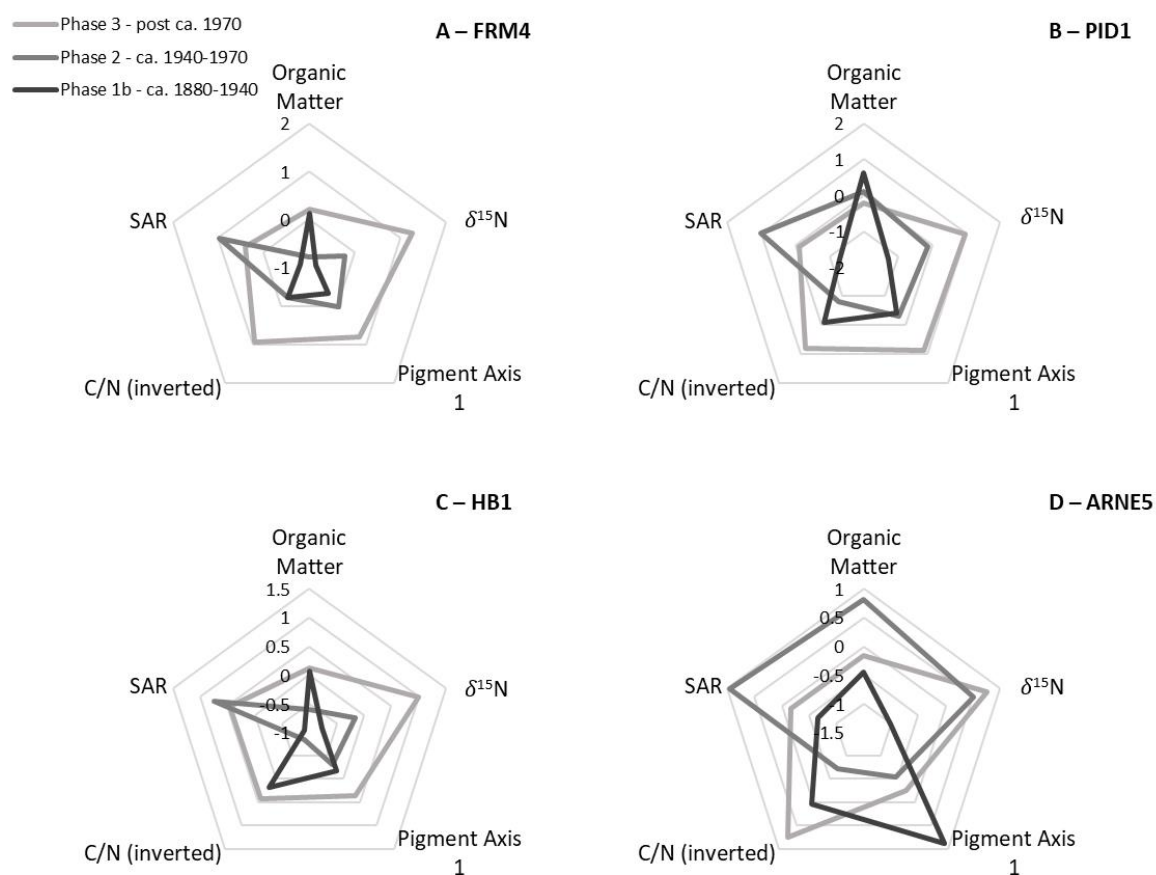 Phase 3 - post ca. 1970
Phase 2 - ca. 1940-1970
Phase 1b - ca. 1880-1940
A – FRM4
Organic
Matter
2
1
0
-1
SAR
δ¹⁵N
C/N (inverted)
Pigment Axis
1
B – PID1
Organic
Matter
2
1
0
-1
-2
SAR
δ¹⁵N
C/N (inverted)
Pigment Axis
1
C – HB1
Organic
Matter
1.5
1
0.5
0
-0.5
-1
SAR
δ¹⁵N
C/N (inverted)
Pigment Axis
1
D – ARNE5
Organic
Matter
1
0.5
0
-0.5
-1
-1.5
SAR
δ¹⁵N
C/N (inverted)
Pigment Axis
1